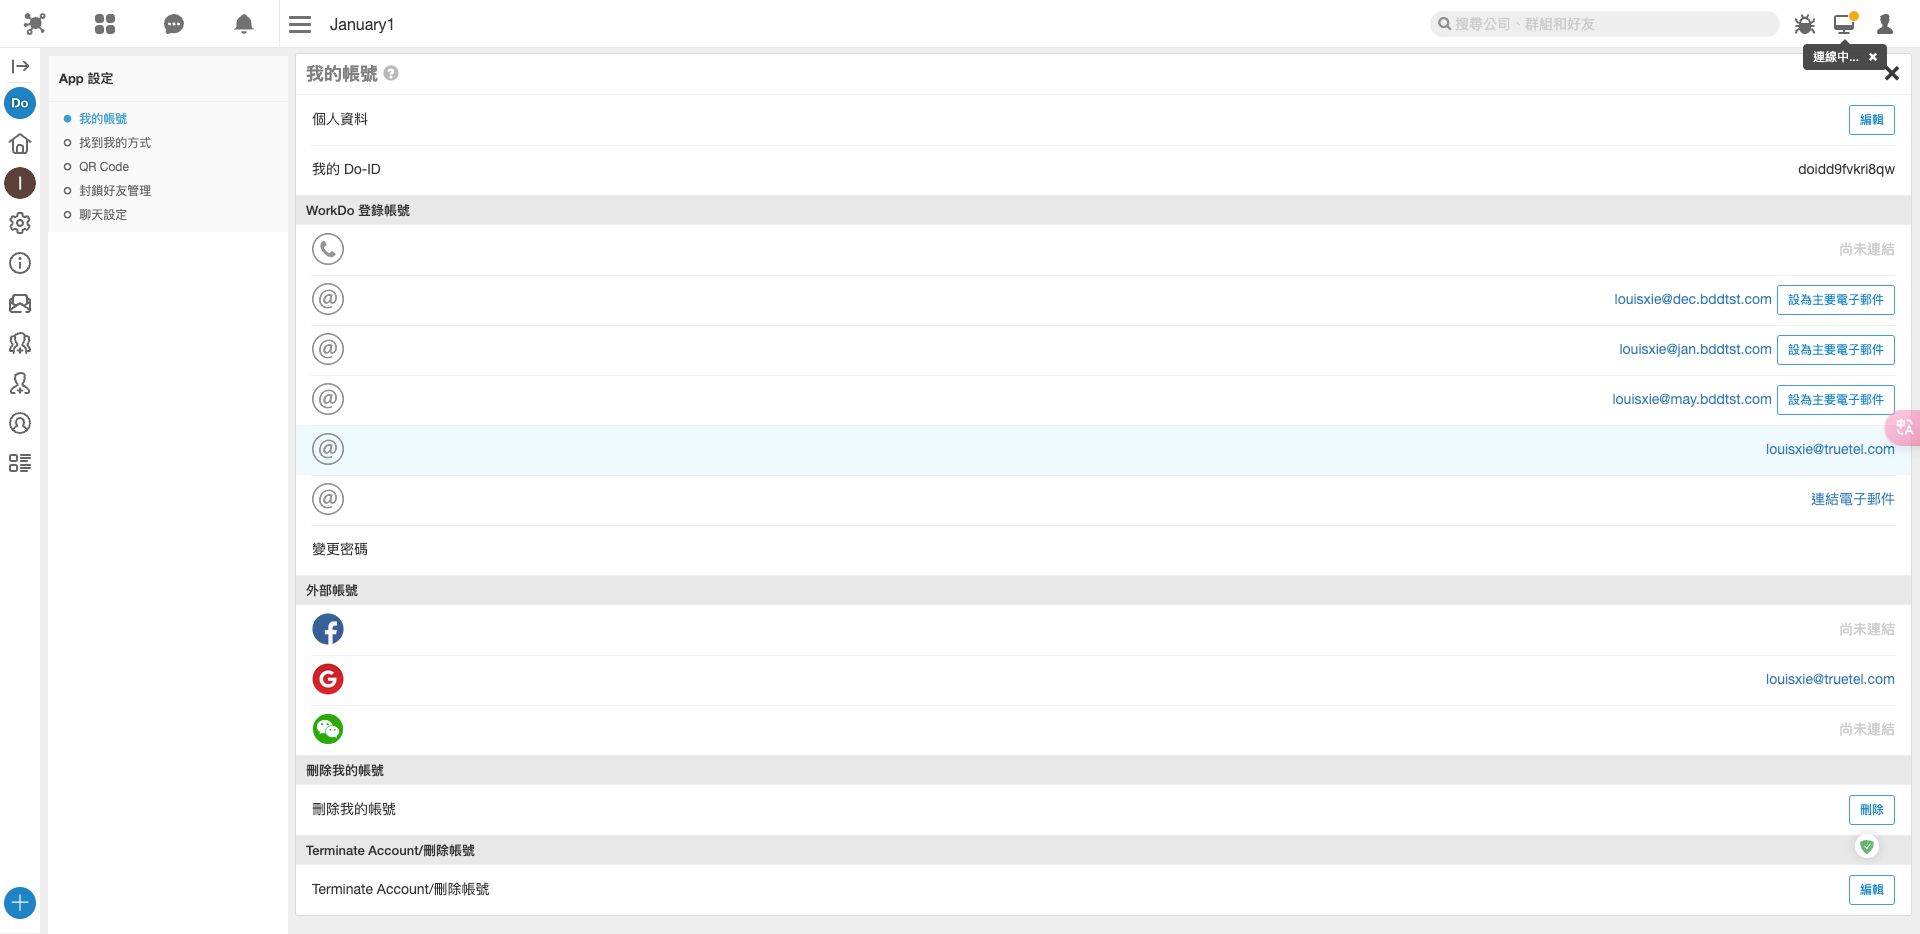 January1
搜尋公司、群組和好友
連線中...
Do
I
App 設定
我的帳號
找到我的方式
QR Code
封鎖好友管理
聊天設定
我的帳號
個人資料
編輯
我的 Do-ID
doidd9fvkri8qw
WorkDo 登錄帳號
尚未連結
louisxie@dec.bddtst.com 設為主要電子郵件
louisxie@jan.bddtst.com 設為主要電子郵件
louisxie@may.bddtst.com 設為主要電子郵件
louisxie@truetel.com
連結電子郵件
變更密碼
外部帳號
尚未連結
louisxie@truetel.com
尚未連結
刪除我的帳號
刪除我的帳號
刪除
Terminate Account/刪除帳號
Terminate Account/刪除帳號
編輯